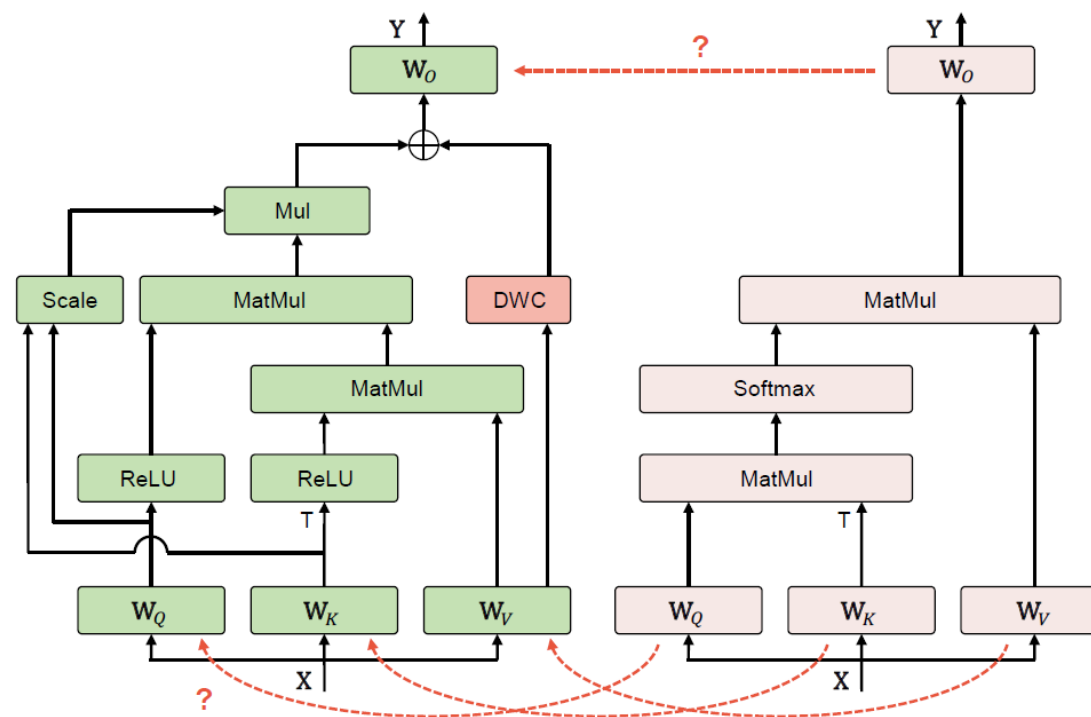 Y
Y
?
W_O
W_O
Mul
Scale
MatMul
DWC
MatMul
MatMul
Softmax
ReLU
ReLU
MatMul
T
T
W_Q
W_K
W_V
W_Q
W_K
W_V
X
X
?